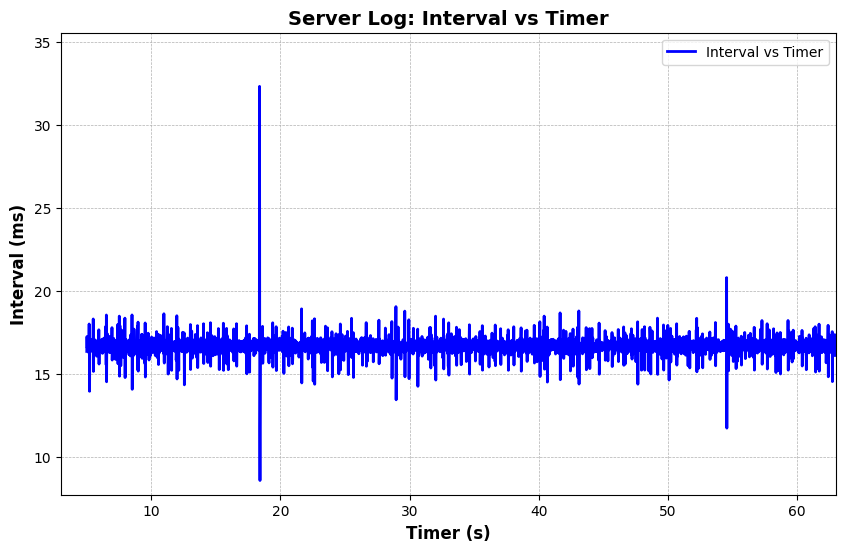 Server Log: Interval vs Timer
Interval vs Timer
35
30
25
20
15
10
Interval (ms)
10 20 30 40 50 60
Timer (s)